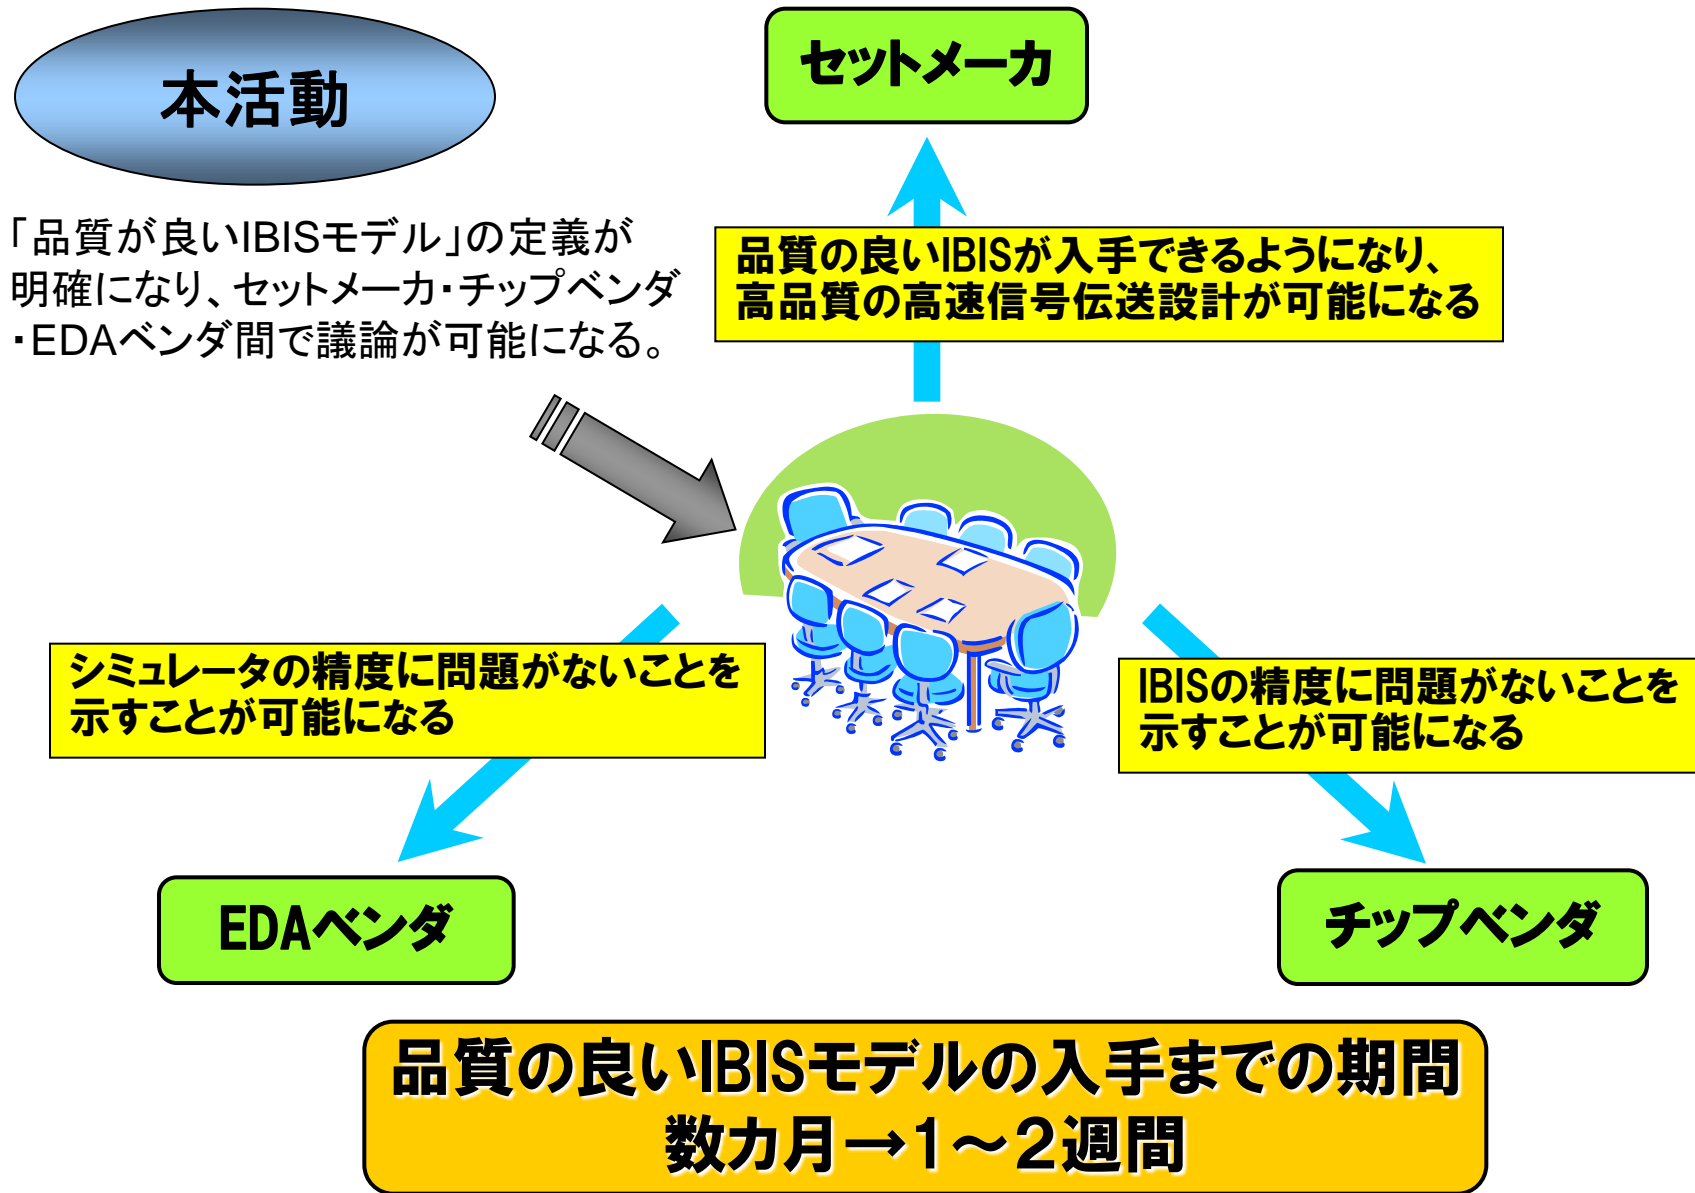 本活動
「品質が良いIBISモデル」の定義が
明確になり、セットメーカ・チップベンダ
・EDAベンダ間で議論が可能になる。
セットメーカ
品質の良いIBISが入手できるようになり、
高品質の高速信号伝送設計が可能になる
シミュレータの精度に問題がないことを
示すことが可能になる
IBISの精度に問題がないことを
示すことが可能になる
EDAベンダ
チップベンダ
品質の良いIBISモデルの入手までの期間
数カ月→1～2週間